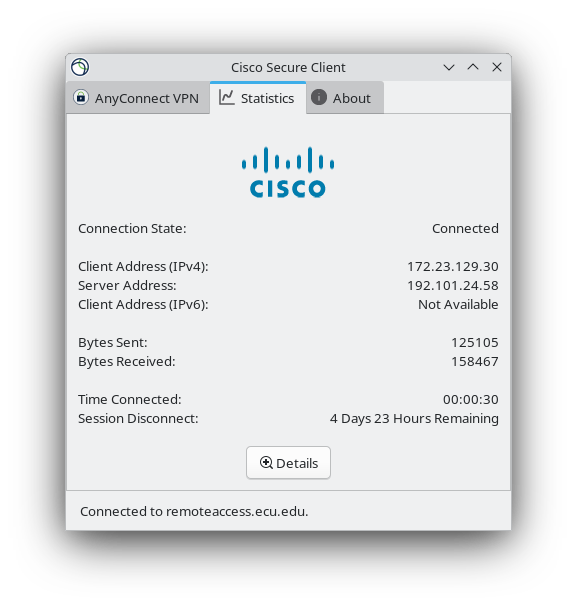 Cisco Secure Client
AnyConnect VPN Statistics About
CISCO
Connection State: Connected
Client Address (IPv4): 172.23.129.30
Server Address: 192.101.24.58
Client Address (IPv6): Not Available
Bytes Sent: 125105
Bytes Received: 158467
Time Connected: 00:00:30
Session Disconnect: 4 Days 23 Hours Remaining
Details
Connected to remoteaccess.ecu.edu.